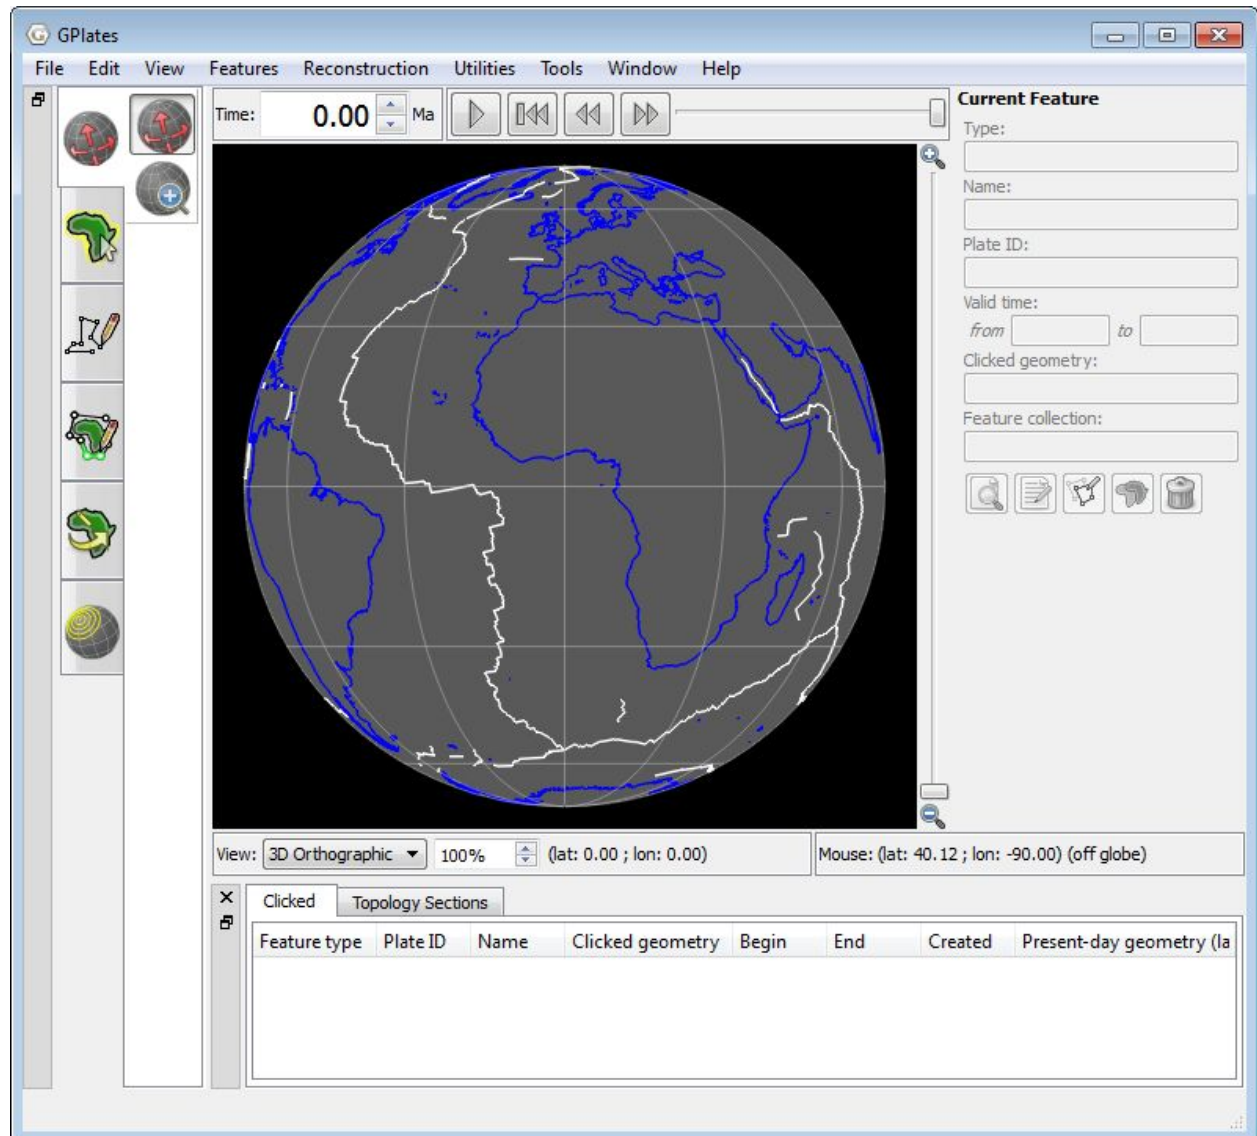 GPlates
File Edit View Features Reconstruction Utilities Tools Window Help
Time: 0.00 Ma
Current Feature
Type:
Name:
Plate ID:
Valid time:
from to
Clicked geometry:
Feature collection:
View: 3D Orthographic 100% (lat: 0.00 ; lon: 0.00) Mouse: (lat: 40.12 ; lon: -90.00) (off globe)
Clicked Topology Sections
Feature type Plate ID Name Clicked geometry Begin End Created Present-day geometry (la